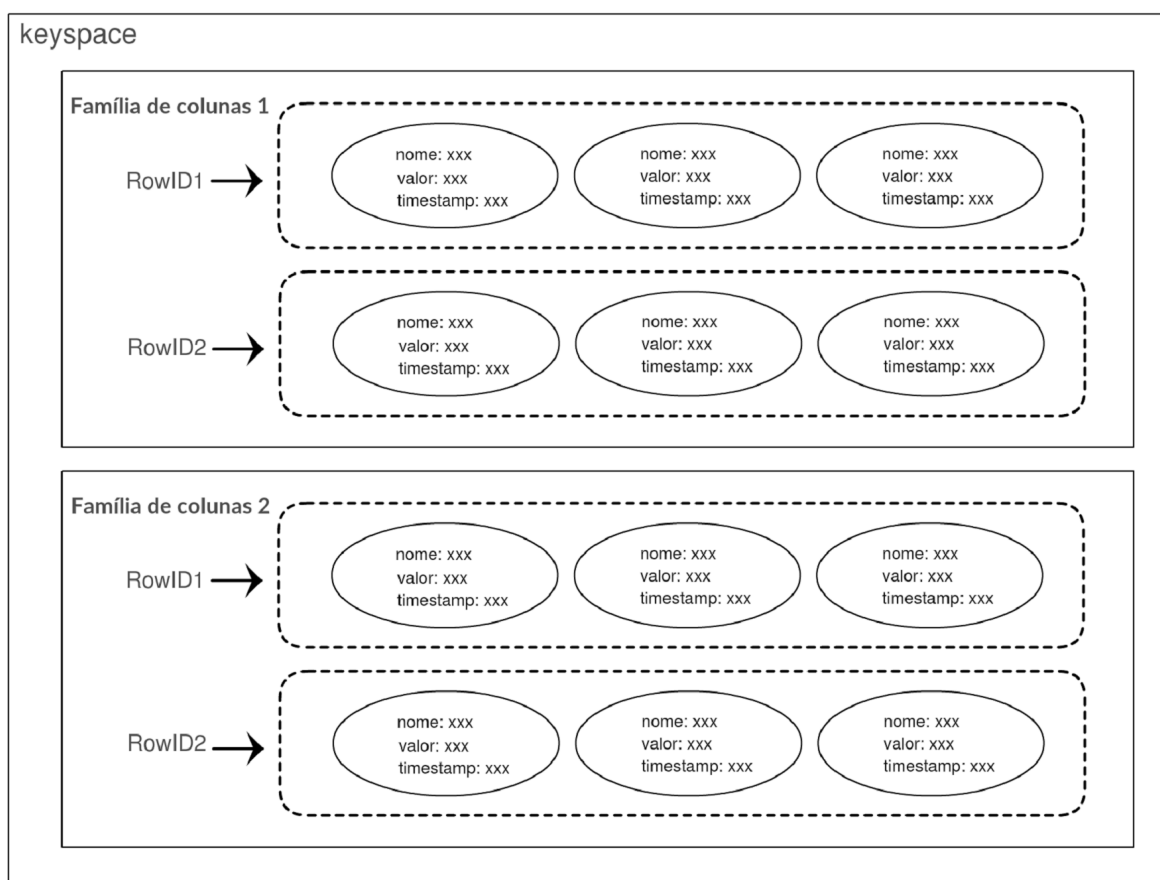 keyspace
Família de colunas 1
RowID1
nome: xxx
valor: xxx
timestamp: xxx
nome: xxx
valor: xxx
timestamp: xxx
nome: xxx
valor: xxx
timestamp: xxx
RowID2
nome: xxx
valor: xxx
timestamp: xxx
nome: xxx
valor: xxx
timestamp: xxx
nome: xxx
valor: xxx
timestamp: xxx
Família de colunas 2
RowID1
nome: xxx
valor: xxx
timestamp: xxx
nome: xxx
valor: xxx
timestamp: xxx
nome: xxx
valor: xxx
timestamp: xxx
RowID2
nome: xxx
valor: xxx
timestamp: xxx
nome: xxx
valor: xxx
timestamp: xxx
nome: xxx
valor: xxx
timestamp: xxx